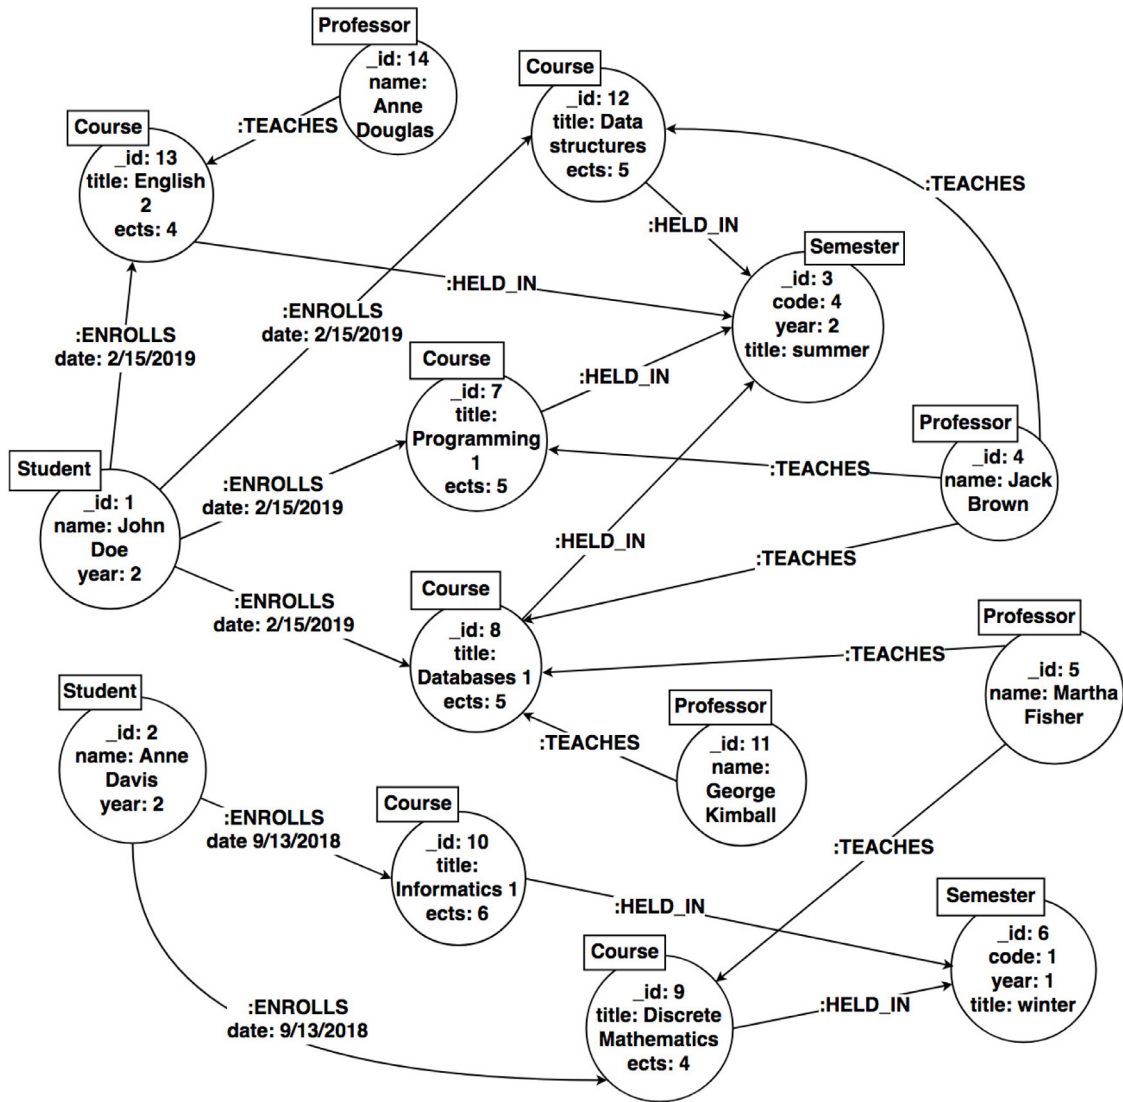 Professor
_id: 14
name:
Anne
Douglas
:TEACHES
Course
_id: 13
title: English
2
ects: 4
Course
_id: 12
title: Data
structures
ects: 5
:TEACHES
:HELD_IN
Semester
_id: 3
code: 4
year: 2
title: summer
:HELD_IN
:ENROLLS
date: 2/15/2019
:ENROLLS
date: 2/15/2019
Course
_id: 7
title:
Programming
1
ects: 5
:HELD_IN
Professor
_id: 4
name: Jack
Brown
:TEACHES
Student
_id: 1
name: John
Doe
year: 2
:ENROLLS
date: 2/15/2019
:HELD_IN
:TEACHES
:ENROLLS
date: 2/15/2019
Course
_id: 8
title:
Databases 1
ects: 5
Professor
_id: 5
name: Martha
Fisher
:TEACHES
Student
_id: 2
name: Anne
Davis
year: 2
Professor
_id: 11
name:
George
Kimball
:TEACHES
:ENROLLS
date 9/13/2018
Course
_id: 10
title:
Informatics 1
ects: 6
:TEACHES
:HELD_IN
Semester
_id: 6
code: 1
year: 1
title: winter
Course
_id: 9
title: Discrete
Mathematics
ects: 4
:HELD_IN
:ENROLLS
date: 9/13/2018